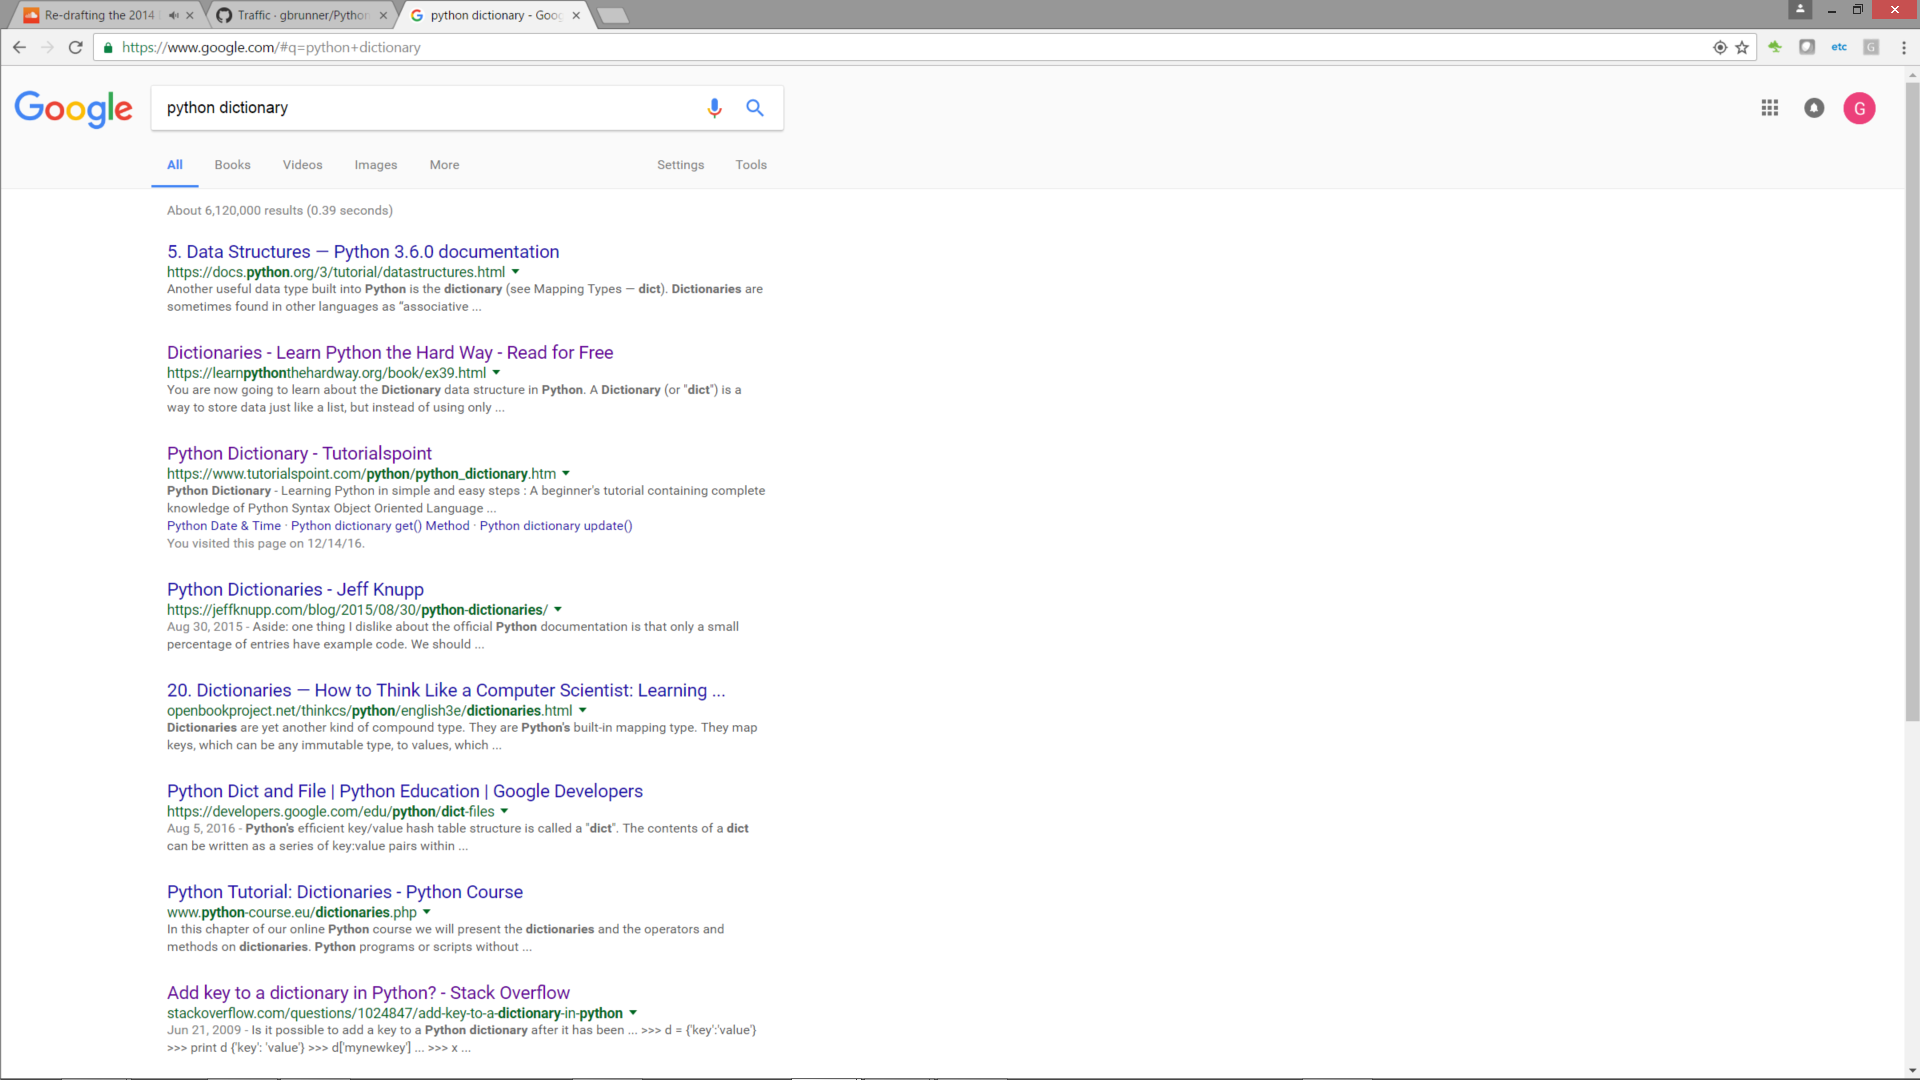 Re-drafting the 2014
Traffic · gbrunner/Python
python dictionary - Goog
https://www.google.com/#q=python+dictionary
etc
G
Google
python dictionary
G
All Books Videos Images More Settings Tools
About 6,120,000 results (0.39 seconds)
5. Data Structures — Python 3.6.0 documentation
https://docs.python.org/3/tutorial/datastructures.html
Another useful data type built into Python is the dictionary (see Mapping Types — dict). Dictionaries are
sometimes found in other languages as “associative ...
Dictionaries - Learn Python the Hard Way - Read for Free
https://learnpythonthehardway.org/book/ex39.html
You are now going to learn about the Dictionary data structure in Python. A Dictionary (or "dict") is a
way to store data just like a list, but instead of using only ...
Python Dictionary - Tutorialspoint
https://www.tutorialspoint.com/python/python_dictionary.htm
Python Dictionary - Learning Python in simple and easy steps : A beginner's tutorial containing complete
knowledge of Python Syntax Object Oriented Language ...
Python Date & Time · Python dictionary get() Method · Python dictionary update()
You visited this page on 12/14/16.
Python Dictionaries - Jeff Knupp
https://jeffknupp.com/blog/2015/08/30/python-dictionaries/
Aug 30, 2015 - Aside: one thing I dislike about the official Python documentation is that only a small
percentage of entries have example code. We should ...
20. Dictionaries — How to Think Like a Computer Scientist: Learning ...
openbookproject.net/thinkcs/python/english3e/dictionaries.html
Dictionaries are yet another kind of compound type. They are Python's built-in mapping type. They map
keys, which can be any immutable type, to values, which ...
Python Dict and File | Python Education | Google Developers
https://developers.google.com/edu/python/dict-files
Aug 5, 2016 - Python's efficient key/value hash table structure is called a "dict". The contents of a dict
can be written as a series of key:value pairs within ...
Python Tutorial: Dictionaries - Python Course
www.python-course.eu/dictionaries.php
In this chapter of our online Python course we will present the dictionaries and the operators and
methods on dictionaries. Python programs or scripts without ...
Add key to a dictionary in Python? - Stack Overflow
stackoverflow.com/questions/1024847/add-key-to-a-dictionary-in-python
Jun 21, 2009 - Is it possible to add a key to a Python dictionary after it has been ... >>> d = {'key':'value'}
>>> print d {'key': 'value'} >>> d['mynewkey'] ... >>> x ...